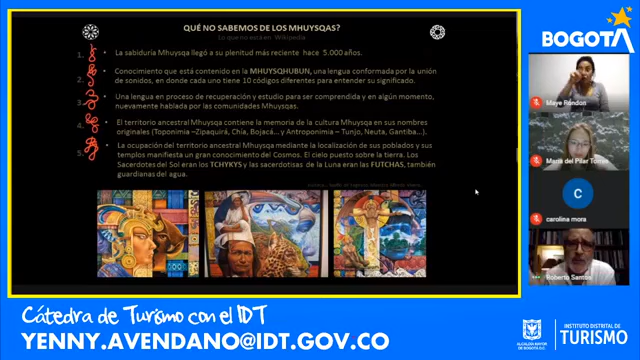 QUÉ NO SABEMOS DE LOS MHUYSQAS?
Lo que no está en Wikipedia
1. • La sabiduría Mhuysqa llegó a su plenitud más reciente hace 5.000 años.
2. • Conocimiento que está contenido en la MHUYSQHUBUN, una lengua conformada por la unión
de sonidos, en donde cada uno tiene 10 códigos diferentes para entender su significado.
3. • Una lengua en proceso de recuperación y estudio para ser comprendida y en algún momento,
nuevamente hablada por las comunidades Mhuysqas.
4. • El territorio ancestral Mhuysqa contiene la memoria de la cultura Mhuysqa en sus nombres
originales (Toponimia –Zipaquirá, Chía, Bojacá... y Antroponimia – Tunjo, Neuta, Gantiba...).
5. • La ocupación del territorio ancestral Mhuysqa mediante la localización de sus poblados y sus
templos manifiesta un gran conocimiento del Cosmos. El cielo puesto sobre la tierra. Los
Sacerdotes del Sol eran los TCHYKYS y las sacerdotisas de la Luna eran las FUTCHAS, también
guardianas del agua.
BOGOTÁ
Maye Rondon
María del Pilar Torres
C
carolina mora
Roberto Santos
Cátedra de Turismo con el IDT
YENNY.AVENDANO@IDT.GOV.CO
ALCALDÍA MAYOR
DE BOGOTÁ D.C.
INSTITUTO DISTRITAL DE
TURISMO